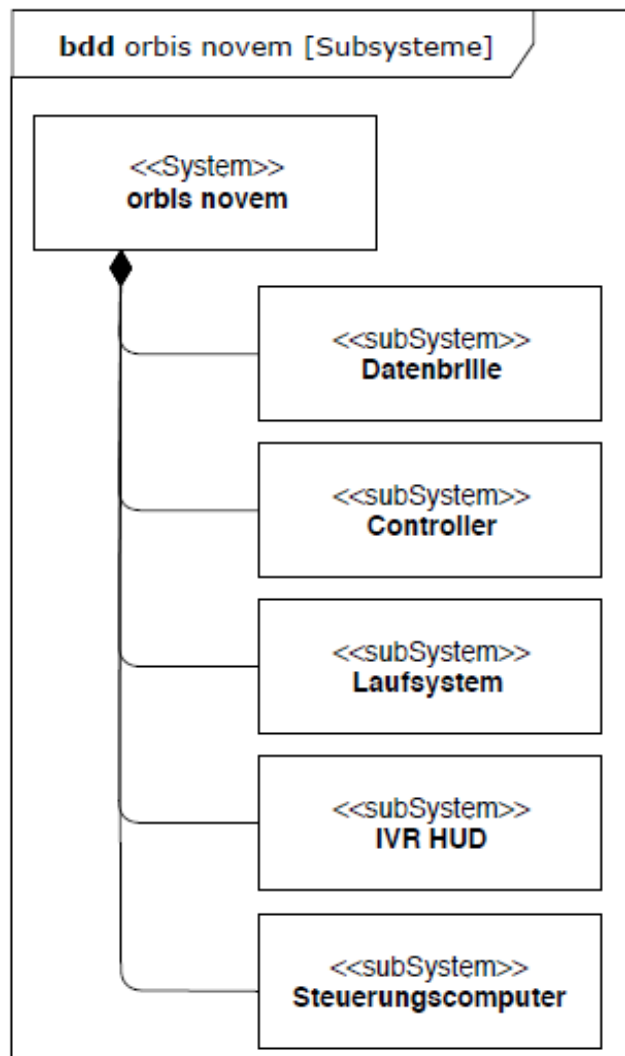 bdd orbis novem [Subsysteme]
<<System>>
orbis novem
<<subSystem>>
Datenbrille
<<subSystem>>
Controller
<<subSystem>>
Laufsystem
<<subSystem>>
IVR HUD
<<subSystem>>
Steuerungscomputer